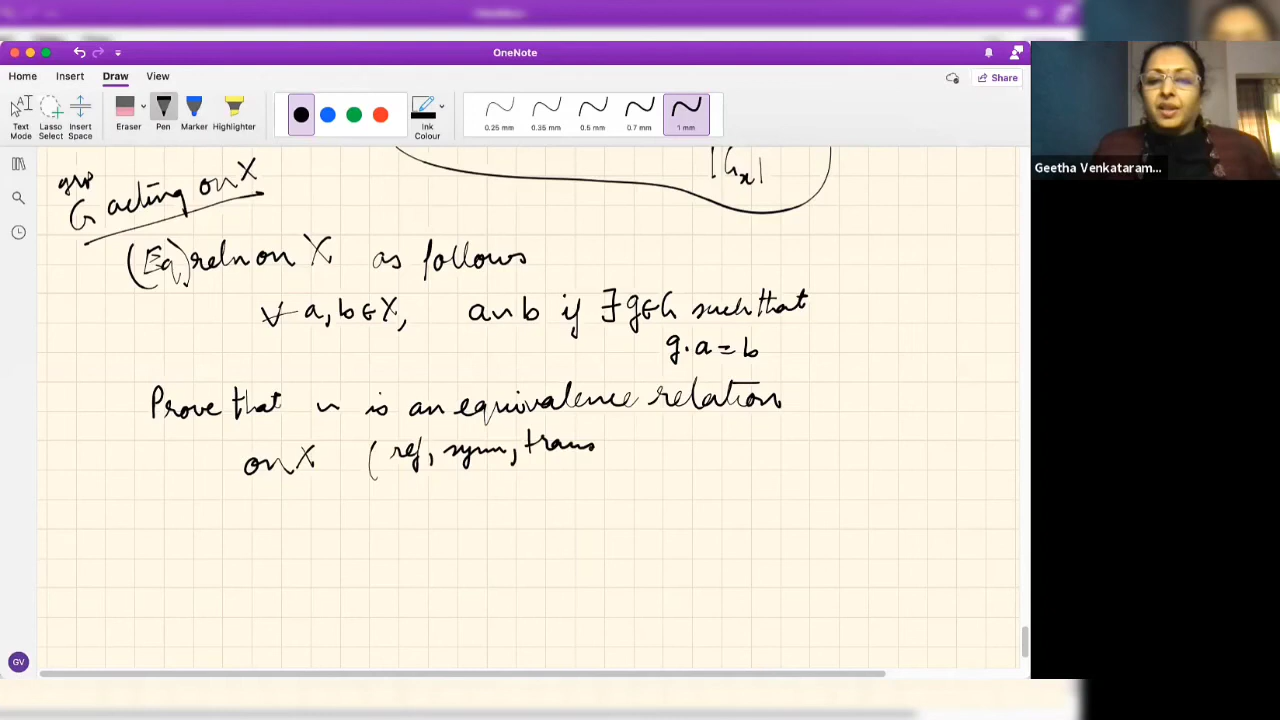 OneNote
Home Insert Draw View
Share
Text Mode
Lasso Select
Insert Space
Eraser
Pen
Marker
Highlighter
Ink Colour
0.25 mm
0.35 mm
0.5 mm
0.7 mm
1 mm
Geetha Venkataram...
|Gx|
grp
G acting on X
(Eq) reln on X as follows
∀ a, b ∈ X, a ~ b if ∃ g ∈ G such that
g · a = b
Prove that ~ is an equivalence relation
on X (ref, symm, trans
GV